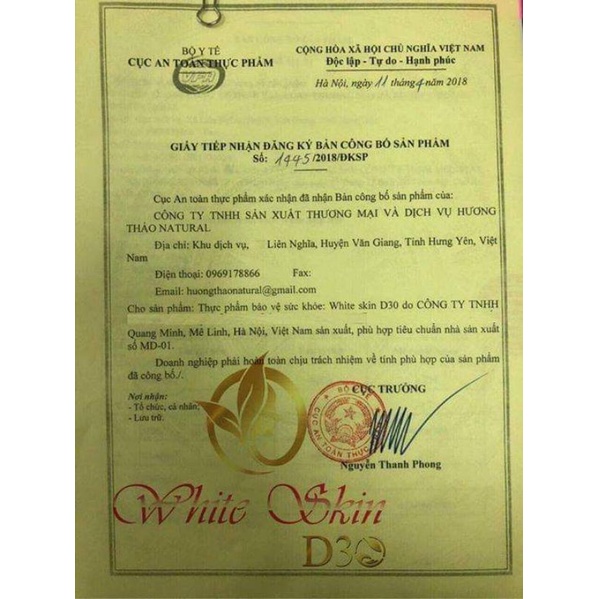 BỘ Y TẾ
CỤC AN TOÀN THỰC PHẨM
CỘNG HÒA XÃ HỘI CHỦ NGHĨA VIỆT NAM
Độc lập - Tự do - Hạnh phúc
Hà Nội, ngày 11 tháng 4 năm 2018
GIẤY TIẾP NHẬN ĐĂNG KÝ BẢN CÔNG BỐ SẢN PHẨM
Số: 1445/2018/ĐKSP
Cục An toàn thực phẩm xác nhận đã nhận Bản công bố sản phẩm của:
CÔNG TY TNHH SẢN XUẤT THƯƠNG MẠI VÀ DỊCH VỤ HƯƠNG
THẢO NATURAL
Địa chỉ: Khu dịch vụ, Liên Nghĩa, Huyện Văn Giang, Tỉnh Hưng Yên, Việt
Nam
Điện thoại: 0969178866 Fax:
Email: huongthaonatural@gmail.com
Cho sản phẩm: Thực phẩm bảo vệ sức khỏe: White skin D30 do CÔNG TY TNHH
Quang Minh, Mê Linh, Hà Nội, Việt Nam sản xuất, phù hợp tiêu chuẩn nhà sản xuất
số MD-01.
Doanh nghiệp phải hoàn toàn chịu trách nhiệm về tính phù hợp của sản phẩm
đã công bố./.
Nơi nhận:
- Tổ chức, cá nhân;
- Lưu trữ.
CỤC TRƯỞNG
BỘ Y TẾ
CỤC AN TOÀN THỰC
Nguyễn Thanh Phong
White Skin
D30